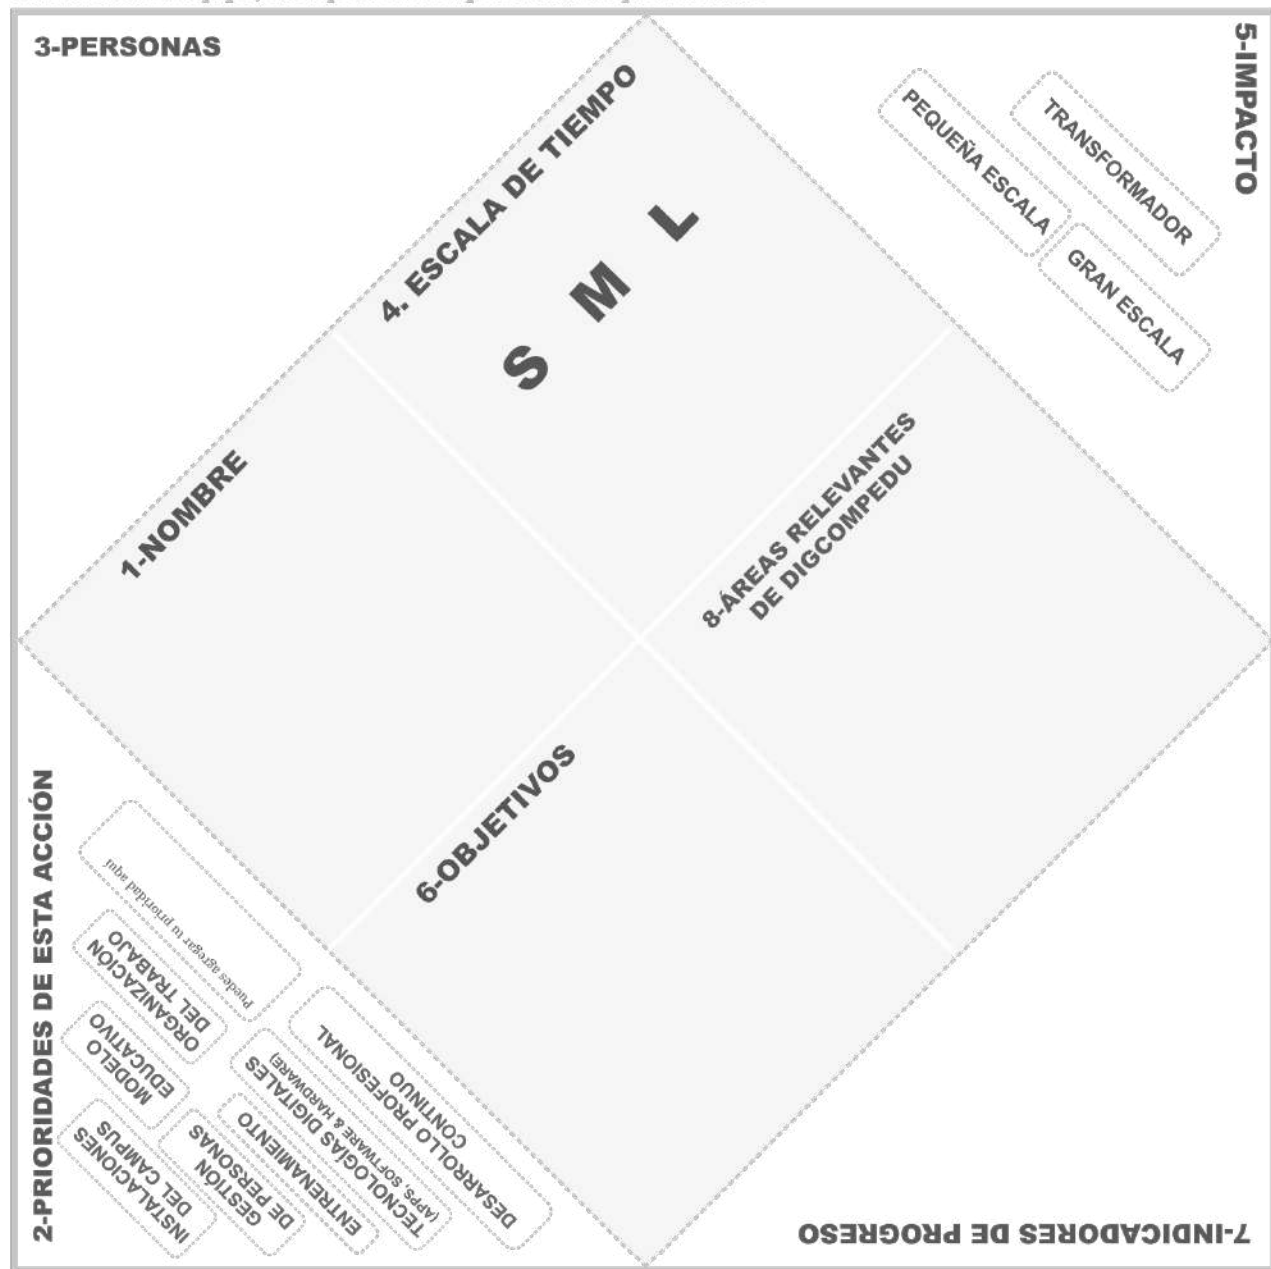 3-PERSONAS
5-IMPACTO
PEQUEÑA ESCALA
TRANSFORMADOR
GRAN ESCALA
4. ESCALA DE TIEMPO
S M L
1-NOMBRE
8-ÁREAS RELEVANTES
DE DIGCOMPEDU
6-OBJETIVOS
2-PRIORIDADES DE ESTA ACCIÓN
Puedes agregar tu prioridad aquí
ORGANIZACIÓN
DEL TRABAJO
MODELO
EDUCATIVO
INSTALACIONES
DEL CAMPUS
GESTIÓN
DE PERSONAS
ENTRENAMIENTO
TECNOLOGÍAS DIGITALES
(APPS, SOFTWARE & HARDWARE)
DESARROLLO PROFESIONAL
CONTINUO
7-INDICADORES DE PROGRESO